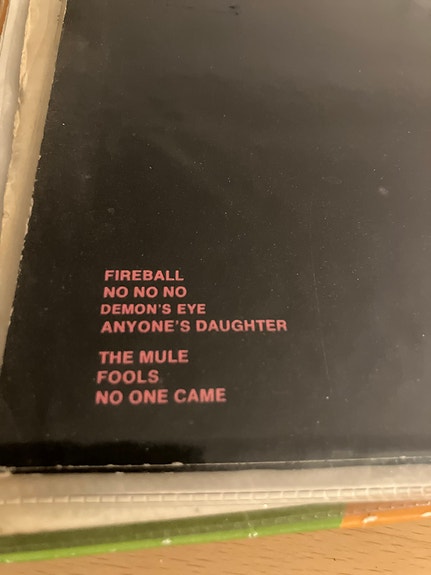 FIREBALL
NO NO NO
DEMON'S EYE
ANYONE'S DAUGHTER
THE MULE
FOOLS
NO ONE CAME